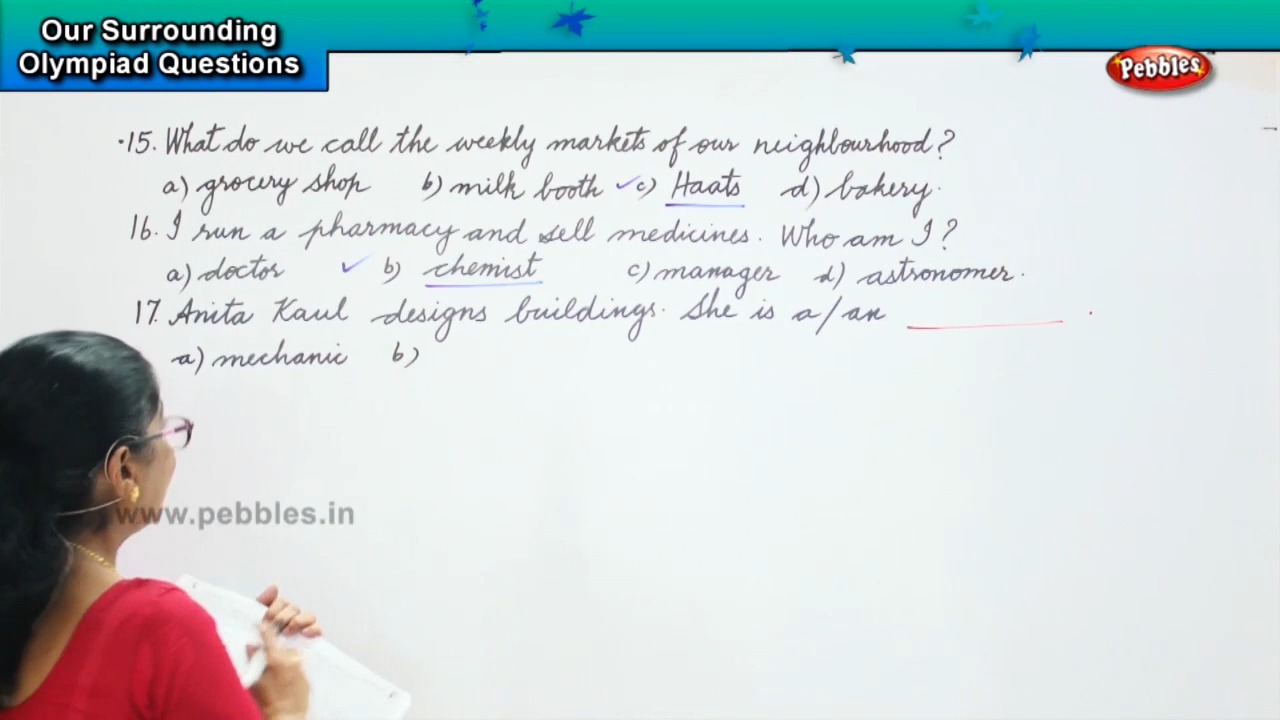 Our Surrounding
Olympiad Questions
Pebbles
15. What do we call the weekly markets of our neighbourhood?
a) grocery shop b) milk booth ✓c) Haats d) bakery.
16. I run a pharmacy and sell medicines. Who am I?
a) doctor ✓ b) chemist c) manager d) astronomer.
17. Anita Kaul designs buildings. She is a/an ________ .
a) mechanic b)
www.pebbles.in